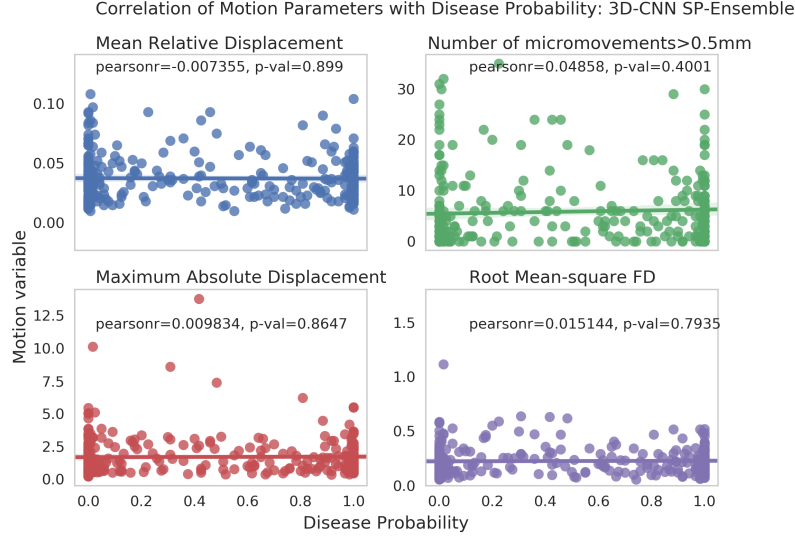 Correlation of Motion Parameters with Disease Probability: 3D-CNN SP-Ensemble
Mean Relative Displacement
pearsonr=-0.007355, p-val=0.899
0.10
0.05
0.00
Number of micromovements>0.5mm
pearsonr=0.04858, p-val=0.4001
30
20
10
0
Motion variable
Maximum Absolute Displacement
pearsonr=0.009834, p-val=0.8647
12.5
10.0
7.5
5.0
2.5
0.0
0.0 0.2 0.4 0.6 0.8 1.0
Root Mean-square FD
pearsonr=0.015144, p-val=0.7935
1.5
1.0
0.5
0.0
0.0 0.2 0.4 0.6 0.8 1.0
Disease Probability